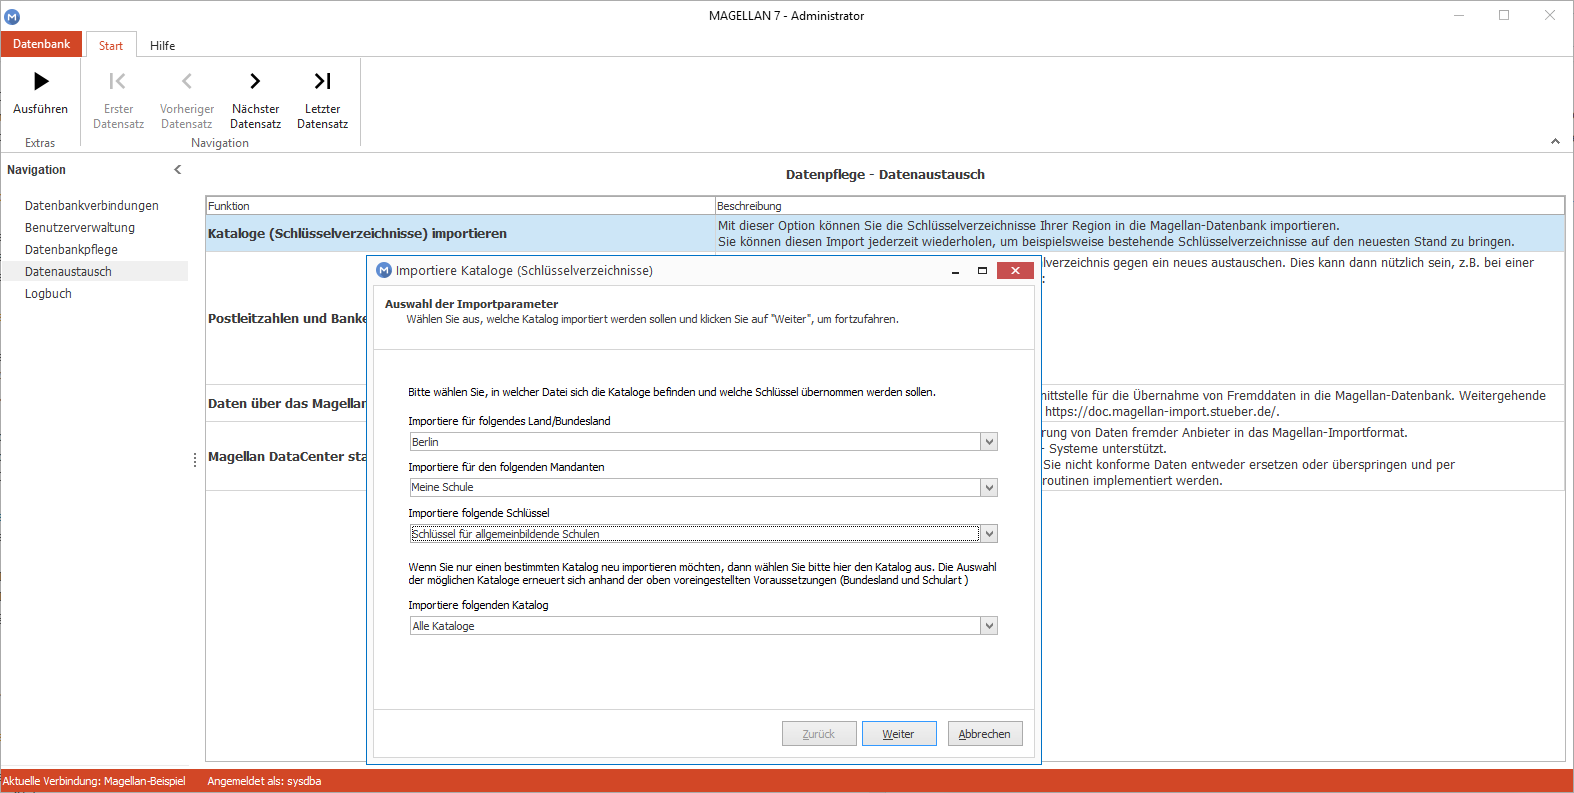 MAGELLAN 7 - Administrator
Datenbank
Start
Hilfe
Ausführen
Erster
Datensatz
Vorheriger
Datensatz
Nächster
Datensatz
Letzter
Datensatz
Extras
Navigation
Navigation
Datenbankverbindungen
Benutzerverwaltung
Datenbankpflege
Datenaustausch
Logbuch
Datenpflege - Datenaustausch
Funktion
Beschreibung
Kataloge (Schlüsselverzeichnisse) importieren
Mit dieser Option können Sie die Schlüsselverzeichnisse Ihrer Region in die Magellan-Datenbank importieren.
Sie können diesen Import jederzeit wiederholen, um beispielsweise bestehende Schlüsselverzeichnisse auf den neuesten Stand zu bringen.
Postleitzahlen und Banke
lverzeichnis gegen ein neues austauschen. Dies kann dann nützlich sein, z.B. bei einer
:
Daten über das Magellan
nittstelle für die Übernahme von Fremddaten in die Magellan-Datenbank. Weitergehende
https://doc.magellan-import.stueber.de/.
Magellan DataCenter sta
rung von Daten fremder Anbieter in das Magellan-Importformat.
- Systeme unterstützt.
Sie nicht konforme Daten entweder ersetzen oder überspringen und per
routinen implementiert werden.
M Importiere Kataloge (Schlüsselverzeichnisse)
Auswahl der Importparameter
Wählen Sie aus, welche Katalog importiert werden sollen und klicken Sie auf "Weiter", um fortzufahren.
Bitte wählen Sie, in welcher Datei sich die Kataloge befinden und welche Schlüssel übernommen werden sollen.
Importiere für folgendes Land/Bundesland
Berlin
Importiere für den folgenden Mandanten
Meine Schule
Importiere folgende Schlüssel
Schlüssel für allgemeinbildende Schulen
Wenn Sie nur einen bestimmten Katalog neu importieren möchten, dann wählen Sie bitte hier den Katalog aus. Die Auswahl
der möglichen Kataloge erneuert sich anhand der oben voreingestellten Voraussetzungen (Bundesland und Schulart )
Importiere folgenden Katalog
Alle Kataloge
Zurück
Weiter
Abbrechen
Aktuelle Verbindung: Magellan-Beispiel
Angemeldet als: sysdba